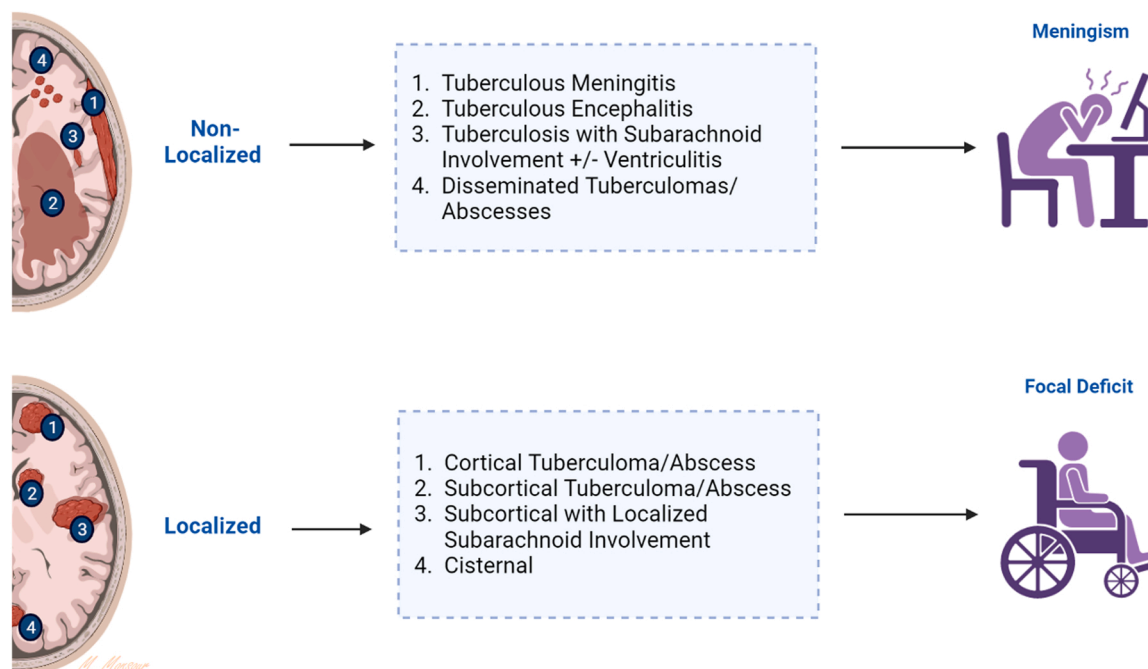 Meningism
4
1
3
2
Non-
Localized
1. Tuberculous Meningitis
2. Tuberculous Encephalitis
3. Tuberculosis with Subarachnoid
Involvement +/- Ventriculitis
4. Disseminated Tuberculomas/
Abscesses
Focal Deficit
1
2
3
4
Localized
1. Cortical Tuberculoma/Abscess
2. Subcortical Tuberculoma/Abscess
3. Subcortical with Localized
Subarachnoid Involvement
4. Cisternal